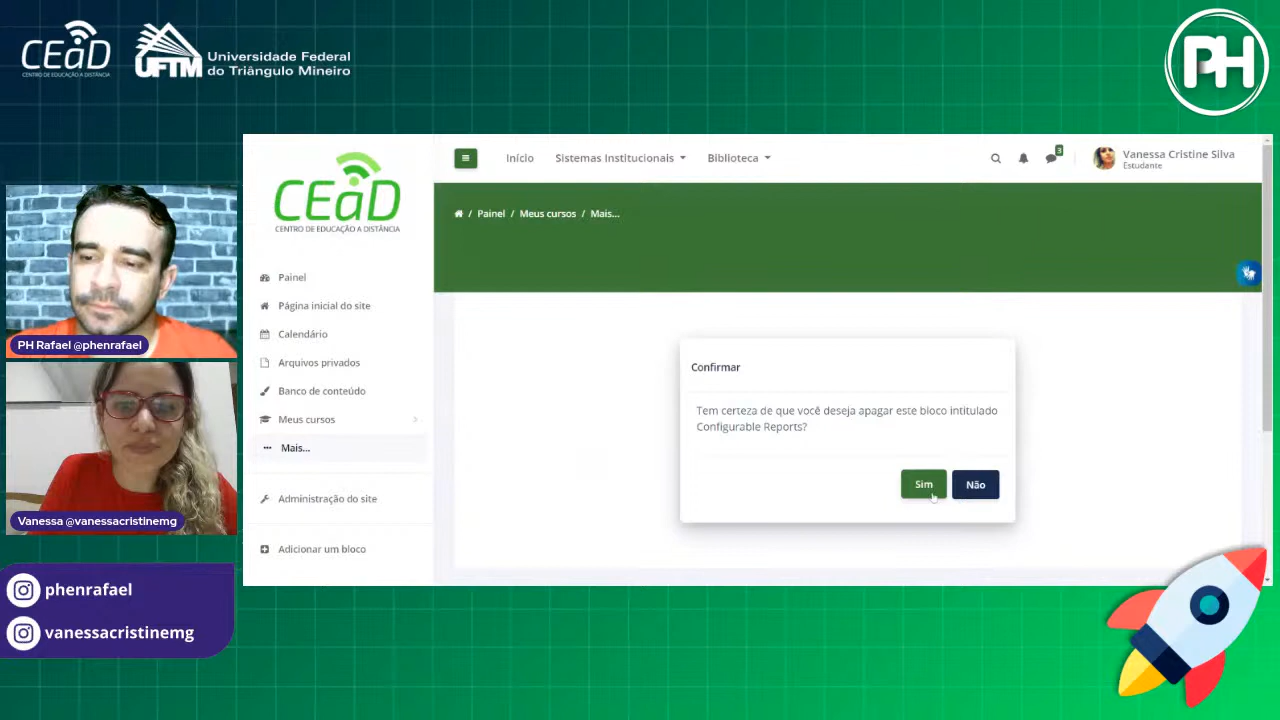 CEaD
CENTRO DE EDUCAÇÃO A DISTÂNCIA
UFTM
Universidade Federal
do Triângulo Mineiro
PH
CEaD
CENTRO DE EDUCAÇÃO A DISTÂNCIA
Início
Sistemas Institucionais
Biblioteca
3
Vanessa Cristine Silva
Estudante
/ Painel / Meus cursos / Mais...
Painel
Página inicial do site
Calendário
Arquivos privados
Banco de conteúdo
Meus cursos
Mais...
Administração do site
Adicionar um bloco
Confirmar
Tem certeza de que você deseja apagar este bloco intitulado
Configurable Reports?
Sim
Não
PH Rafael @phenrafael
Vanessa @vanessacristinemg
phenrafael
vanessacristinemg